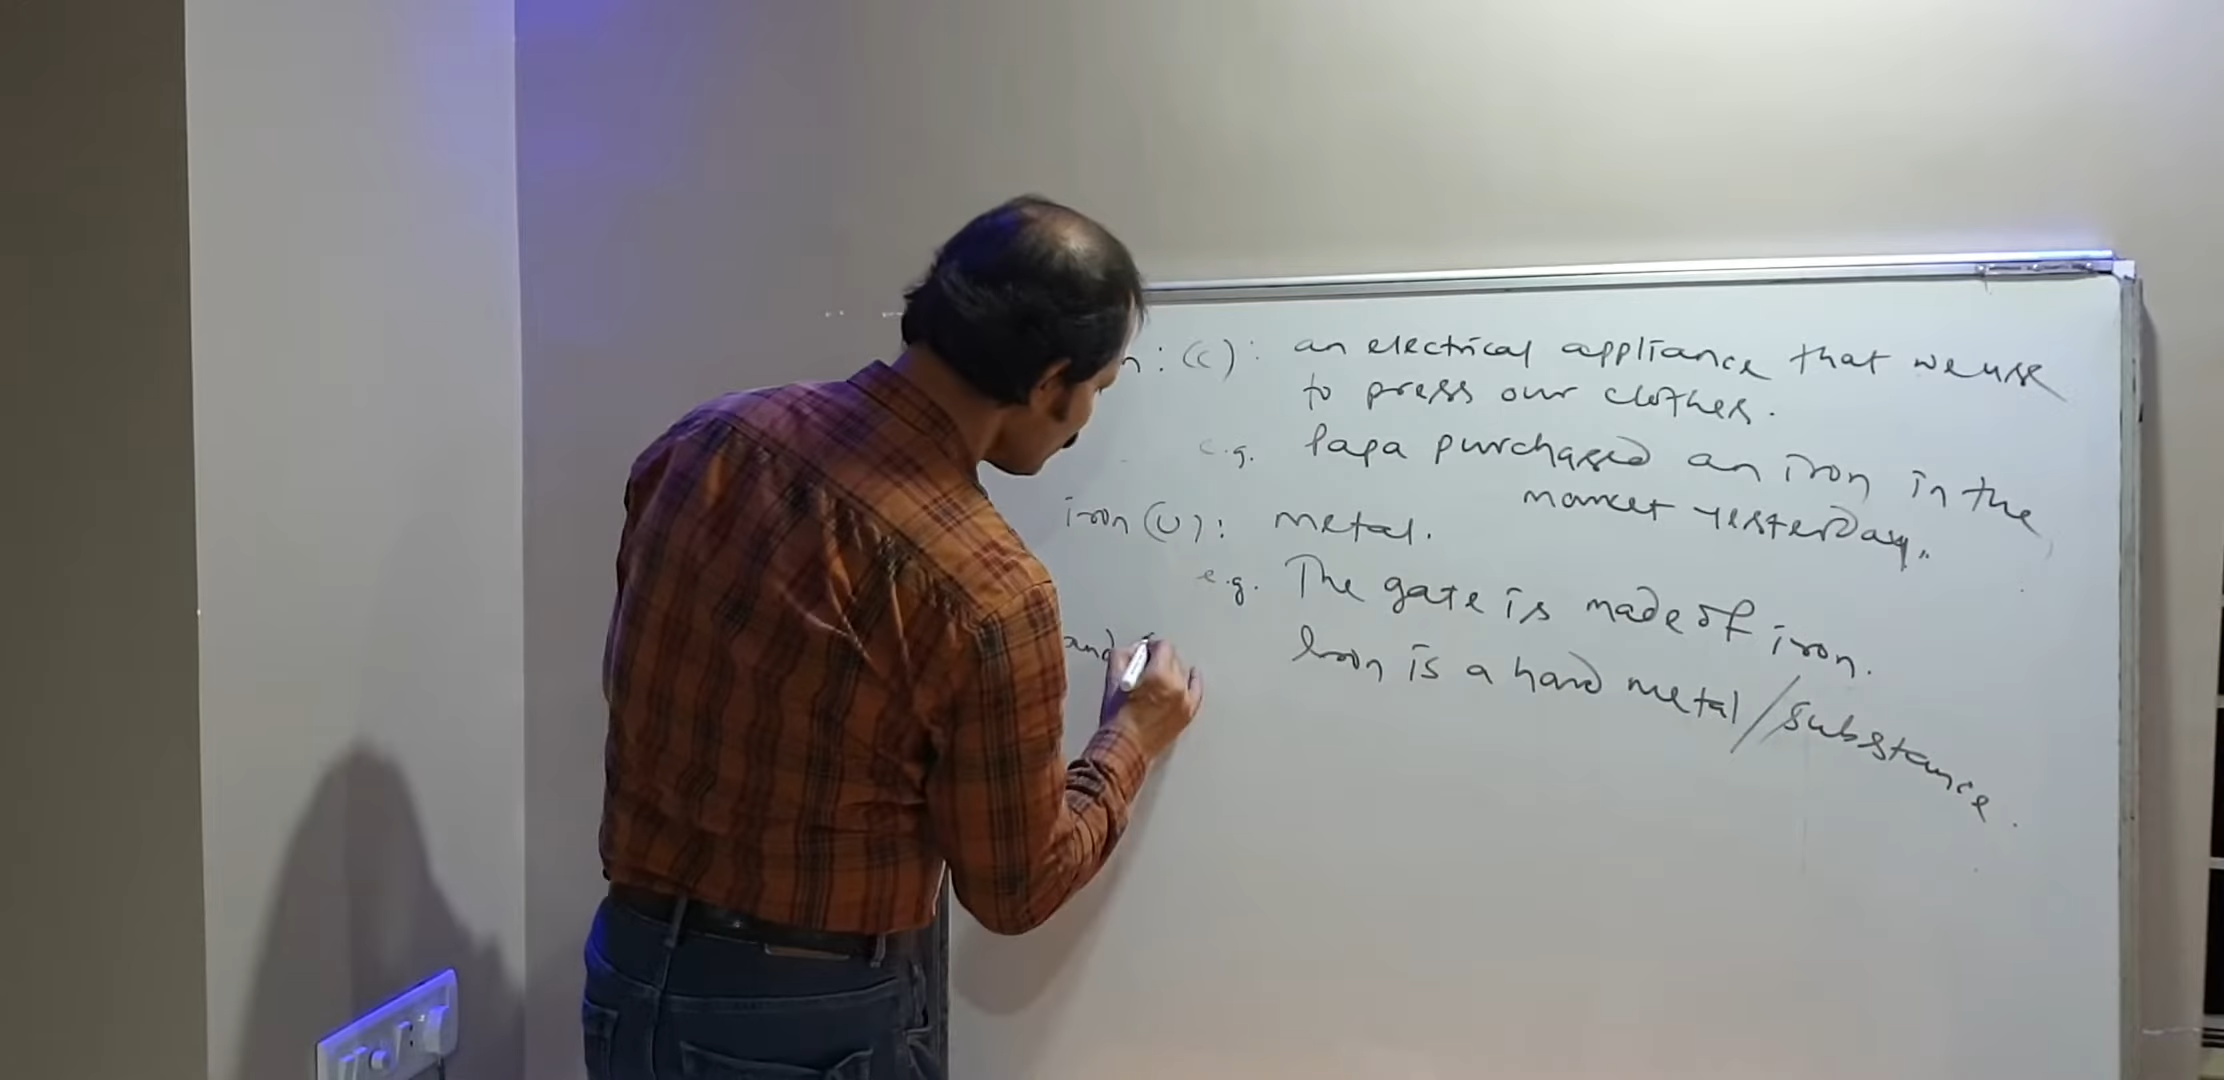 n : (c) : an electrical appliance that we use
to press our clothes.
e.g. Papa purchased an iron in the
market yesterday.
iron (U) : metal.
e.g. The gate is made of iron.
Iron is a hard metal / substance.
and